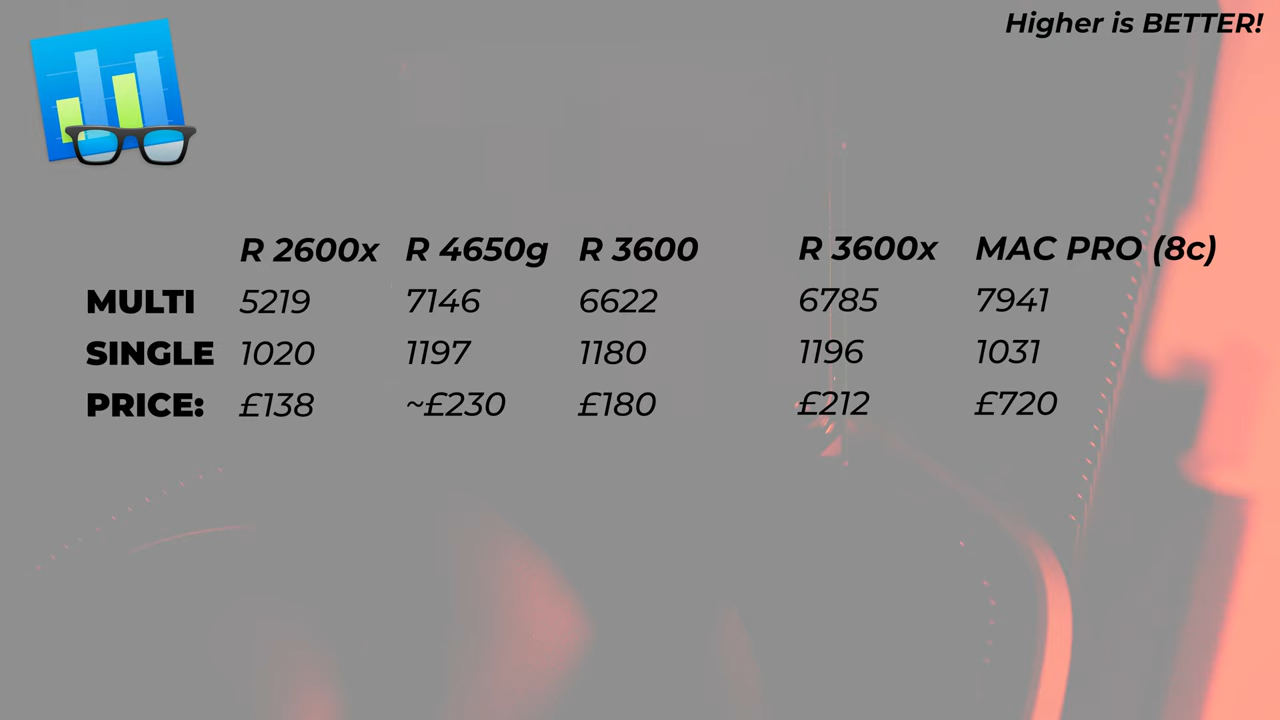 Higher is BETTER!
R 2600x R 4650g R 3600 R 3600x MAC PRO (8c)
MULTI 5219 7146 6622 6785 7941
SINGLE 1020 1197 1180 1196 1031
PRICE: £138 ~£230 £180 £212 £720